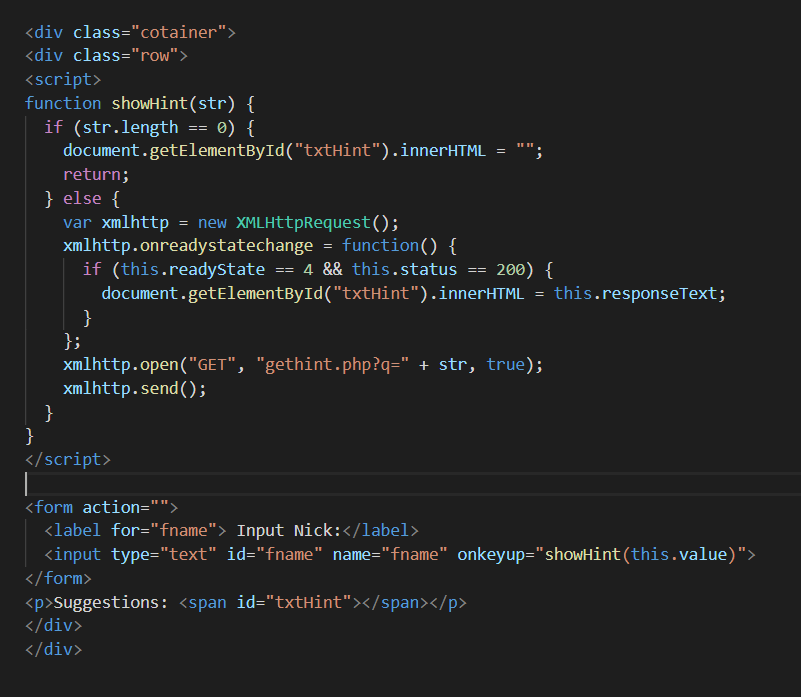 <div class="cotainer">
<div class="row">
<script>
function showHint(str) {
  if (str.length == 0) {
    document.getElementById("txtHint").innerHTML = "";
    return;
  } else {
    var xmlhttp = new XMLHttpRequest();
    xmlhttp.onreadystatechange = function() {
      if (this.readyState == 4 && this.status == 200) {
        document.getElementById("txtHint").innerHTML = this.responseText;
      }
    };
    xmlhttp.open("GET", "gethint.php?q=" + str, true);
    xmlhttp.send();
  }
}
</script>
<form action="">
  <label for="fname"> Input Nick:</label>
  <input type="text" id="fname" name="fname" onkeyup="showHint(this.value)">
</form>
<p>Suggestions: <span id="txtHint"></span></p>
</div>
</div>